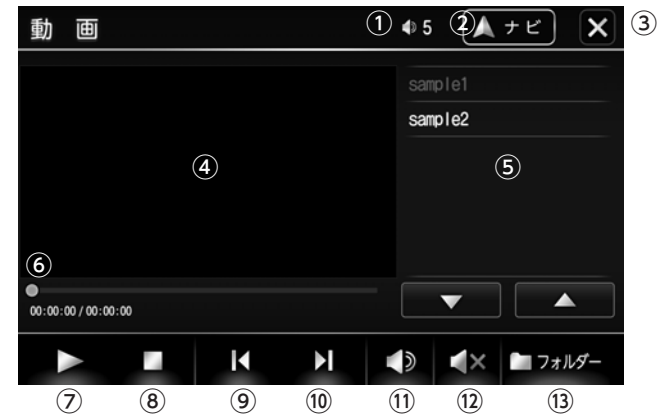 動 画 ① 5 ② ナビ ③
sample1
sample2
④ ⑤
⑥
00:00:00 / 00:00:00
フォルダー
⑦ ⑧ ⑨ ⑩ ⑪ ⑫ ⑬